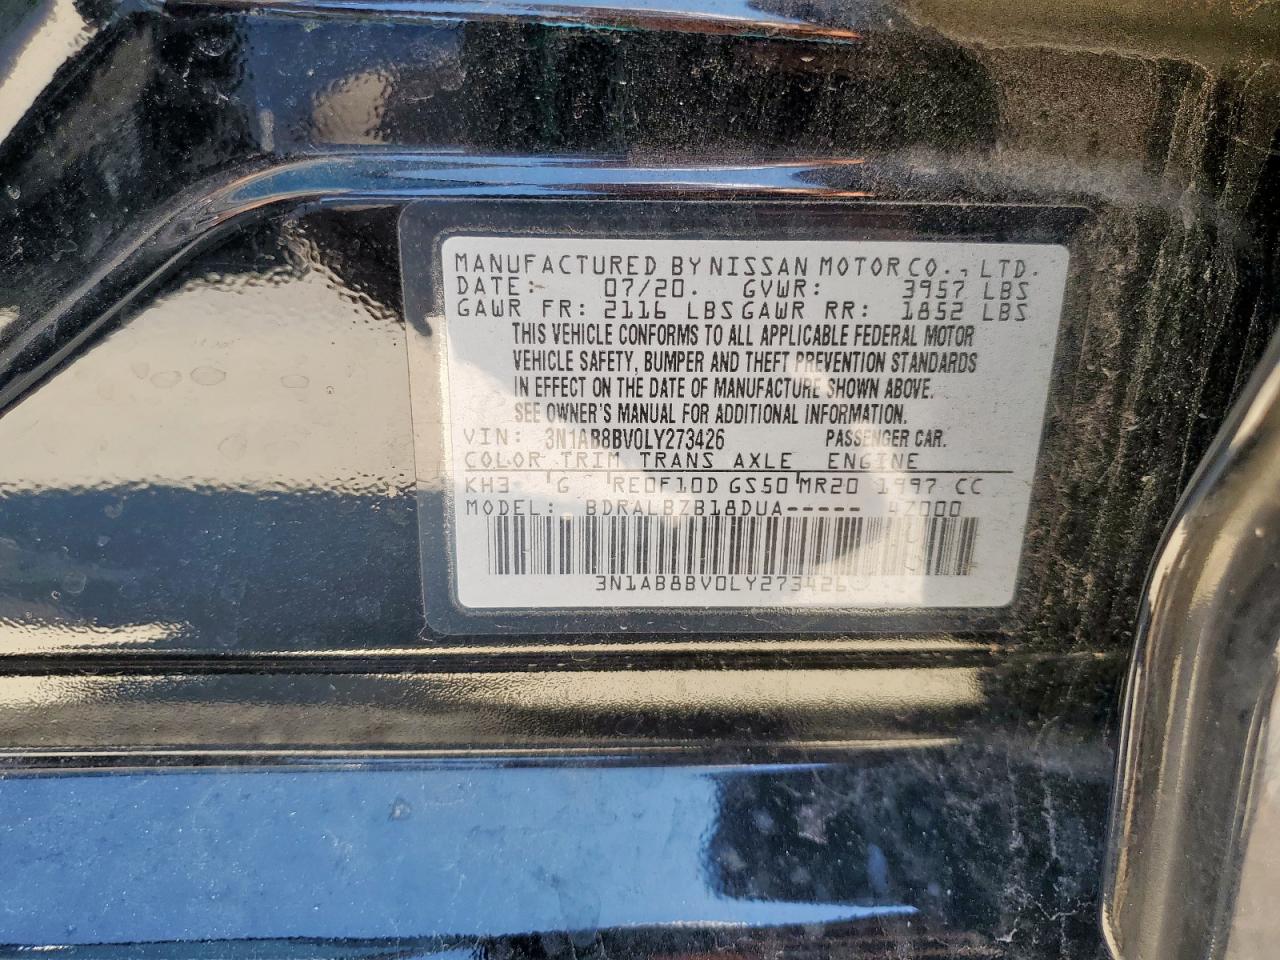 MANUFACTURED BY NISSAN MOTOR CO., LTD.
DATE: 07/20. GVWR: 3957 LBS
GAWR FR: 2116 LBS GAWR RR: 1852 LBS
THIS VEHICLE CONFORMS TO ALL APPLICABLE FEDERAL MOTOR
VEHICLE SAFETY, BUMPER AND THEFT PREVENTION STANDARDS
IN EFFECT ON THE DATE OF MANUFACTURE SHOWN ABOVE.
SEE OWNER'S MANUAL FOR ADDITIONAL INFORMATION.
VIN: 3N1AB8BV0LY273426 PASSENGER CAR.
COLOR TRIM TRANS AXLE ENGINE
KH3 G RE0F10D GS50 MR20 1997 CC
MODEL: BDRALBZB18DUA----- 4Z000
3N1AB8BV0LY273426